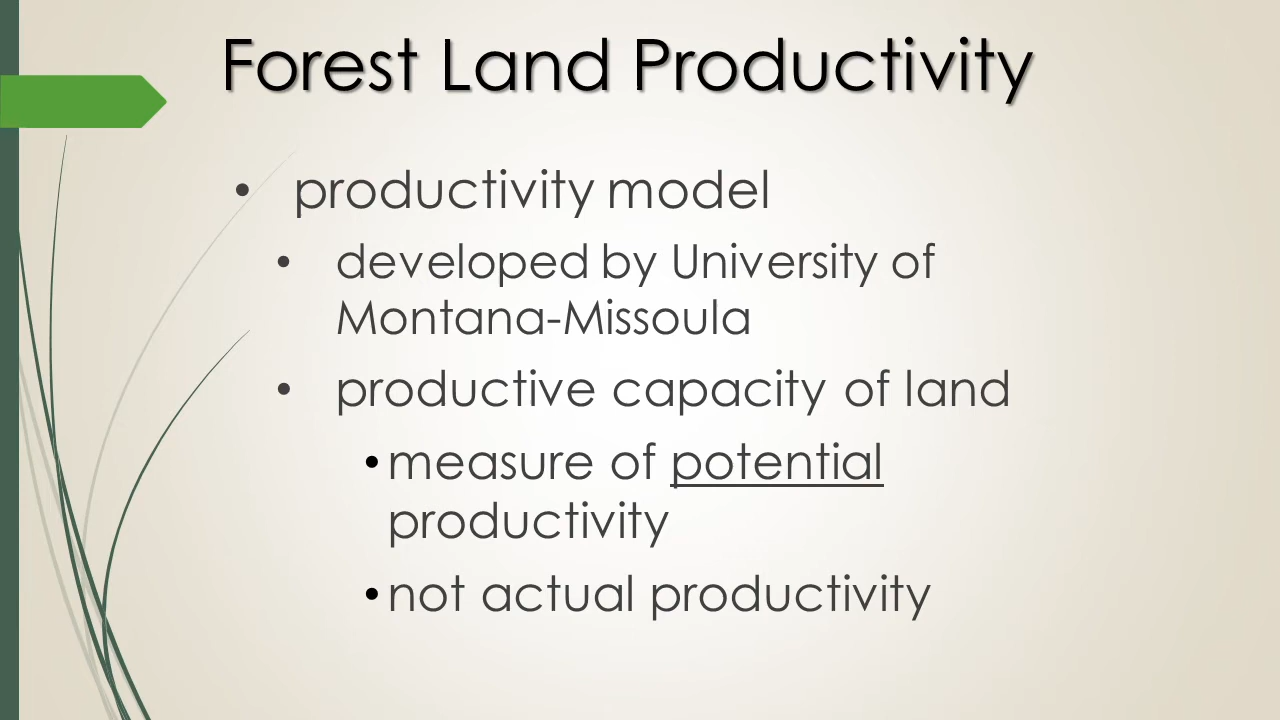 Forest Land Productivity
• productivity model
• developed by University of
Montana-Missoula
• productive capacity of land
• measure of potential
productivity
• not actual productivity